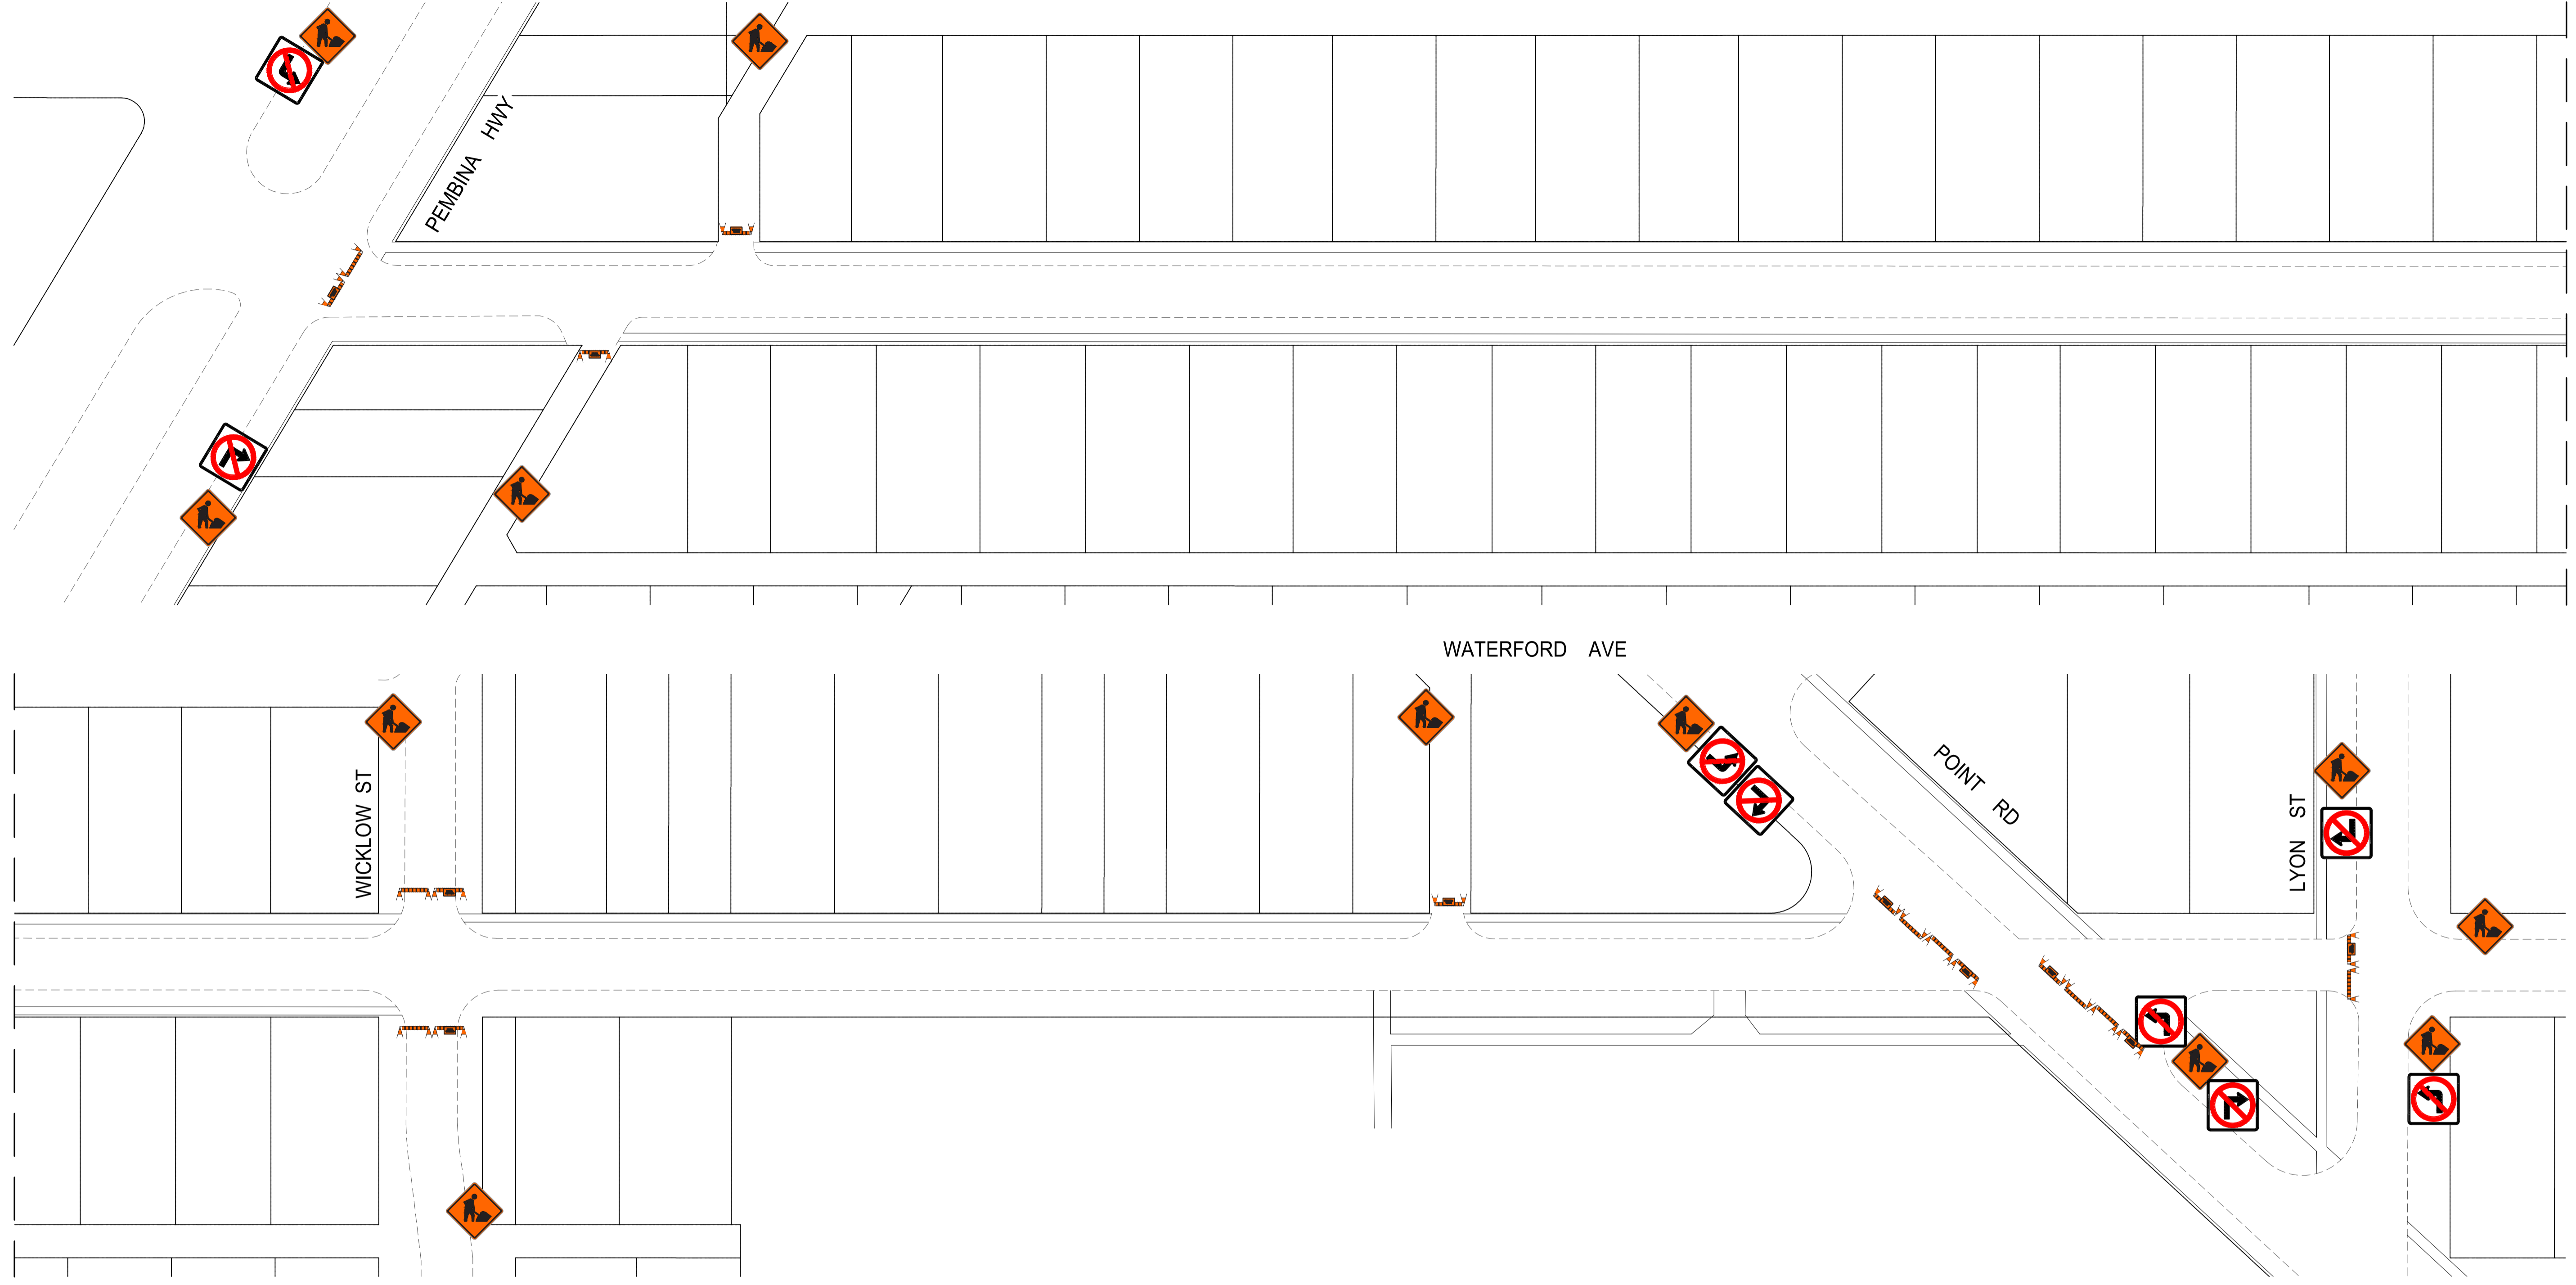 PEMBINA HWY
WATERFORD AVE
WICKLOW ST
POINT RD
LYON ST